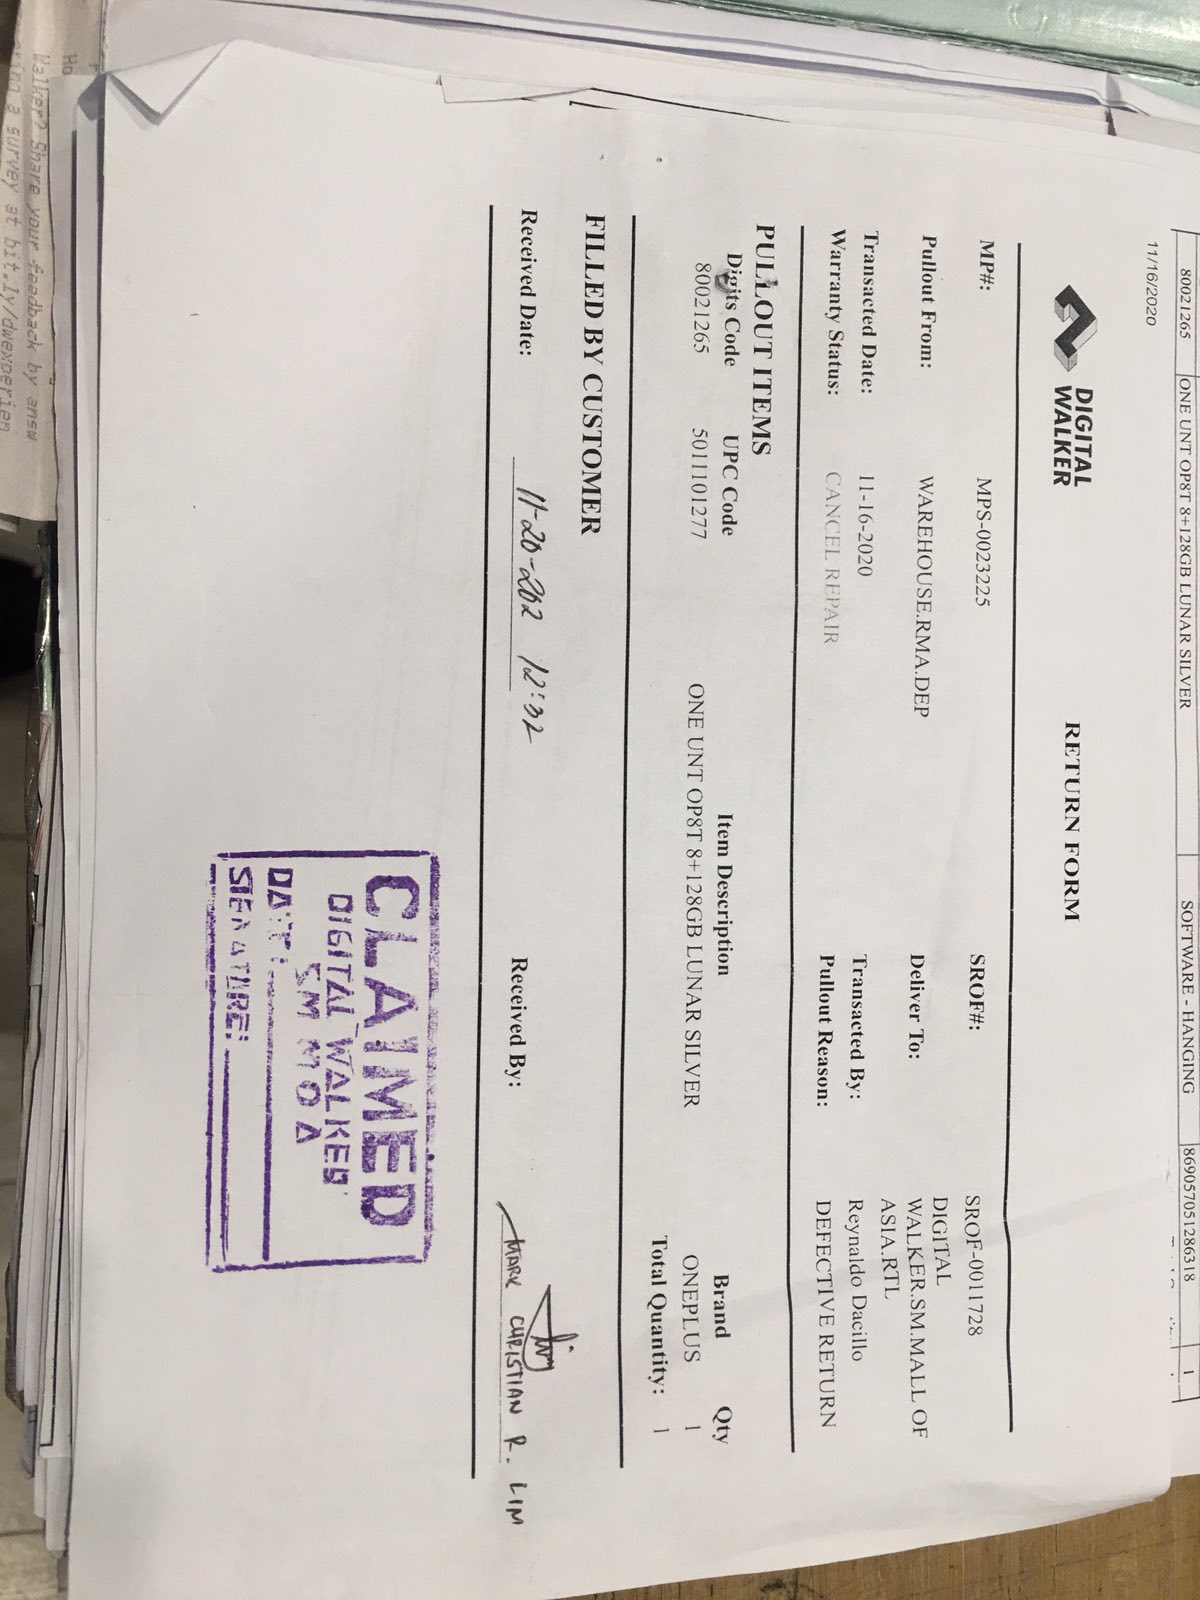 80021265 ONE UNT OP8T 8+128GB LUNAR SILVER SOFTWARE - HANGING 869057051286318 1
11/16/2020
DIGITAL
WALKER
RETURN FORM
MP#: MPS-0023225 SROF#: SROF-0011728
Pullout From: WAREHOUSE.RMA.DEP Deliver To: DIGITAL
WALKER.SM.MALL OF
ASIA.RTL
Transacted Date: 11-16-2020 Transacted By: Reynaldo Dacillo
Warranty Status: CANCEL REPAIR Pullout Reason: DEFECTIVE RETURN
PULLOUT ITEMS
Digits Code UPC Code Item Description Brand Qty
80021265 5011101277 ONE UNT OP8T 8+128GB LUNAR SILVER ONEPLUS 1
Total Quantity: 1
FILLED BY CUSTOMER
Received Date: 11-20-202 12:32 Received By: MARK CHRISTIAN R. LIM
CLAIMED
DIGITAL WALKER
SM MOA
DATE:
SIGNATURE:
Walker? Share your feedback by answ
a survey at bit.ly/dwexperien